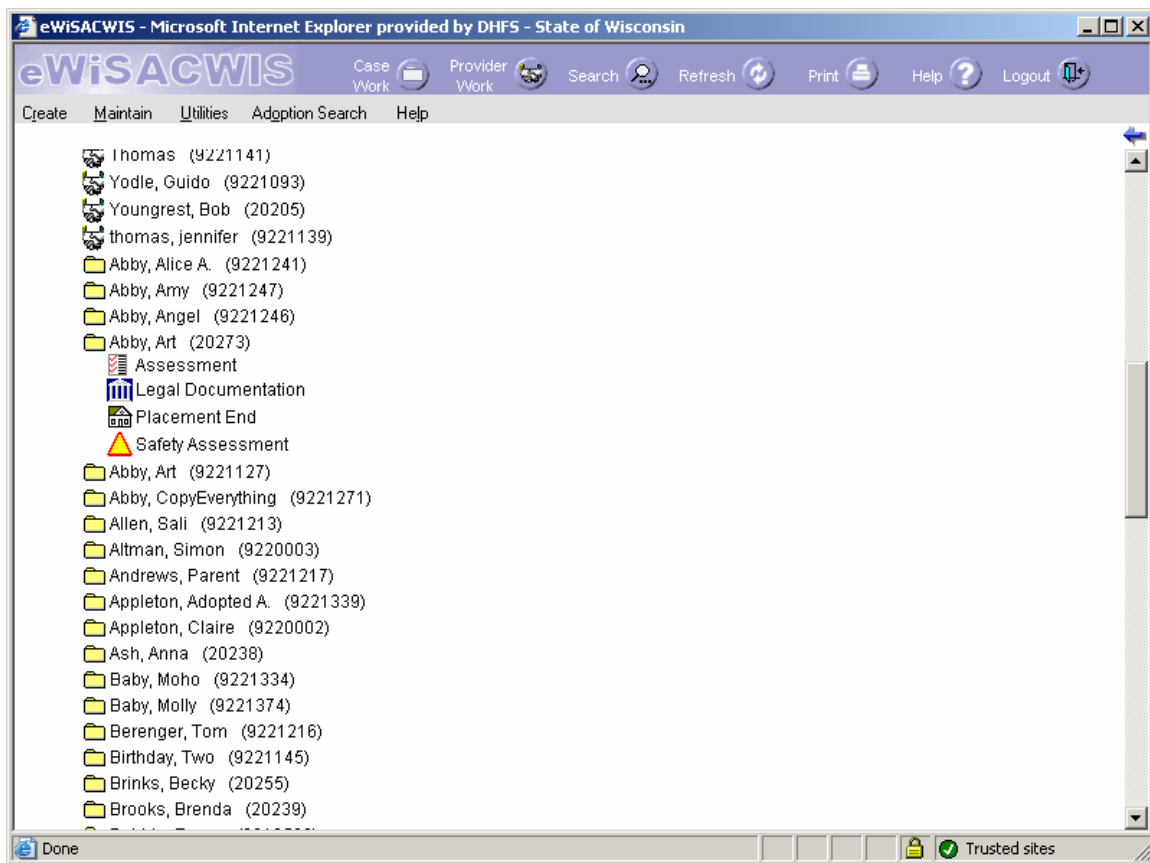 eWiSACWIS - Microsoft Internet Explorer provided by DHFS - State of Wisconsin
eWiSACWIS
Case Work
Provider Work
Search
Refresh
Print
Help
Logout
Create Maintain Utilities Adoption Search Help
Thomas (9221141)
Yodle, Guido (9221093)
Youngrest, Bob (20205)
thomas, jennifer (9221139)
Abby, Alice A. (9221241)
Abby, Amy (9221247)
Abby, Angel (9221246)
Abby, Art (20273)
Assessment
Legal Documentation
Placement End
Safety Assessment
Abby, Art (9221127)
Abby, CopyEverything (9221271)
Allen, Sali (9221213)
Altman, Simon (9220003)
Andrews, Parent (9221217)
Appleton, Adopted A. (9221339)
Appleton, Claire (9220002)
Ash, Anna (20238)
Baby, Moho (9221334)
Baby, Molly (9221374)
Berenger, Tom (9221216)
Birthday, Two (9221145)
Brinks, Becky (20255)
Brooks, Brenda (20239)
Done
Trusted sites